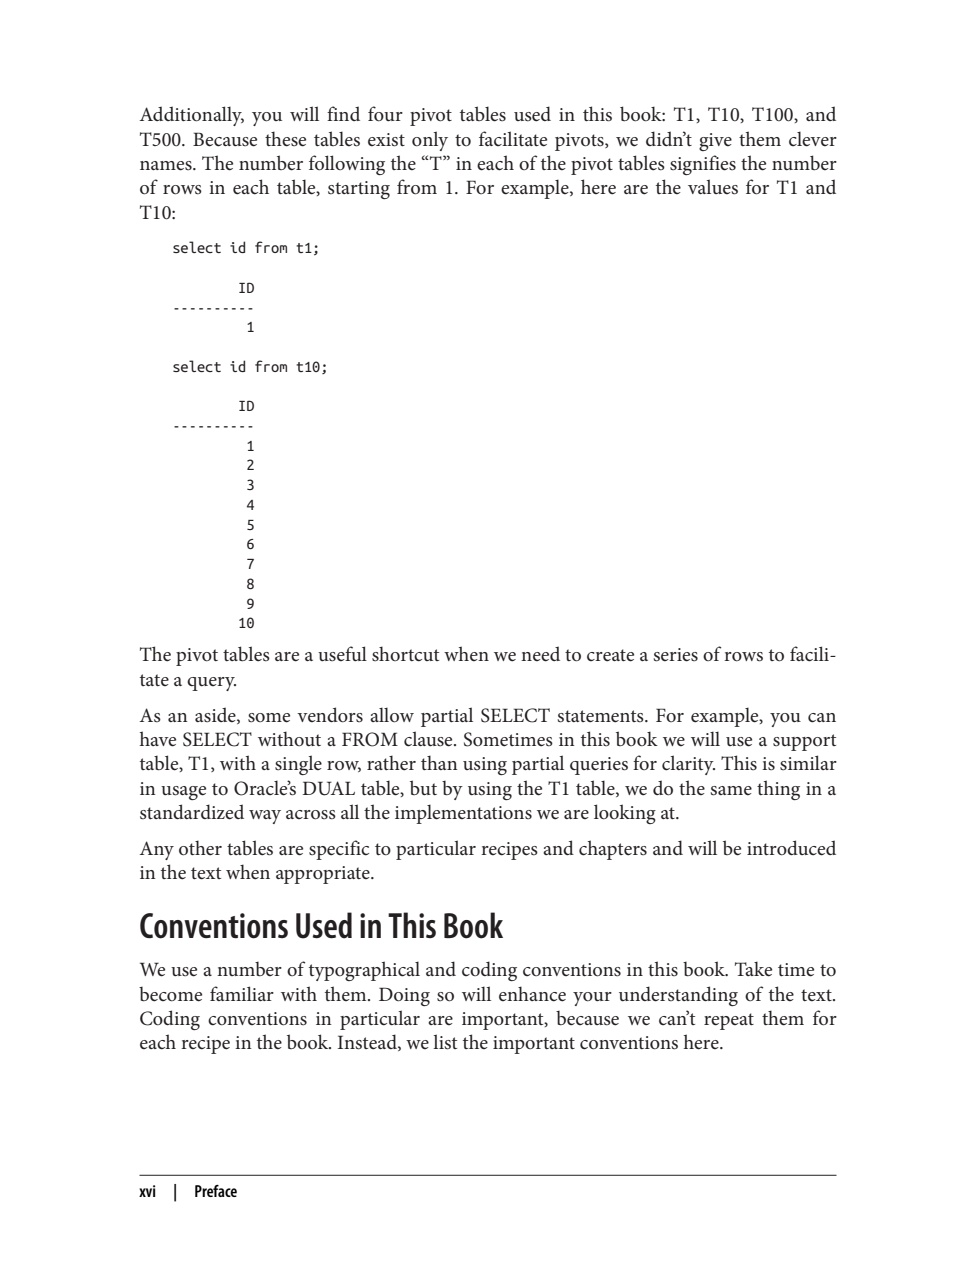 Additionally, you will find four pivot tables used in this book: T1, T10, T100, and
T500. Because these tables exist only to facilitate pivots, we didn’t give them clever
names. The number following the “T” in each of the pivot tables signifies the number
of rows in each table, starting from 1. For example, here are the values for T1 and
T10:
select id from t1;
ID
----------
1
select id from t10;
ID
----------
1
2
3
4
5
6
7
8
9
10
The pivot tables are a useful shortcut when we need to create a series of rows to facili-
tate a query.
As an aside, some vendors allow partial SELECT statements. For example, you can
have SELECT without a FROM clause. Sometimes in this book we will use a support
table, T1, with a single row, rather than using partial queries for clarity. This is similar
in usage to Oracle’s DUAL table, but by using the T1 table, we do the same thing in a
standardized way across all the implementations we are looking at.
Any other tables are specific to particular recipes and chapters and will be introduced
in the text when appropriate.
Conventions Used in This Book
We use a number of typographical and coding conventions in this book. Take time to
become familiar with them. Doing so will enhance your understanding of the text.
Coding conventions in particular are important, because we can’t repeat them for
each recipe in the book. Instead, we list the important conventions here.
xvi | Preface